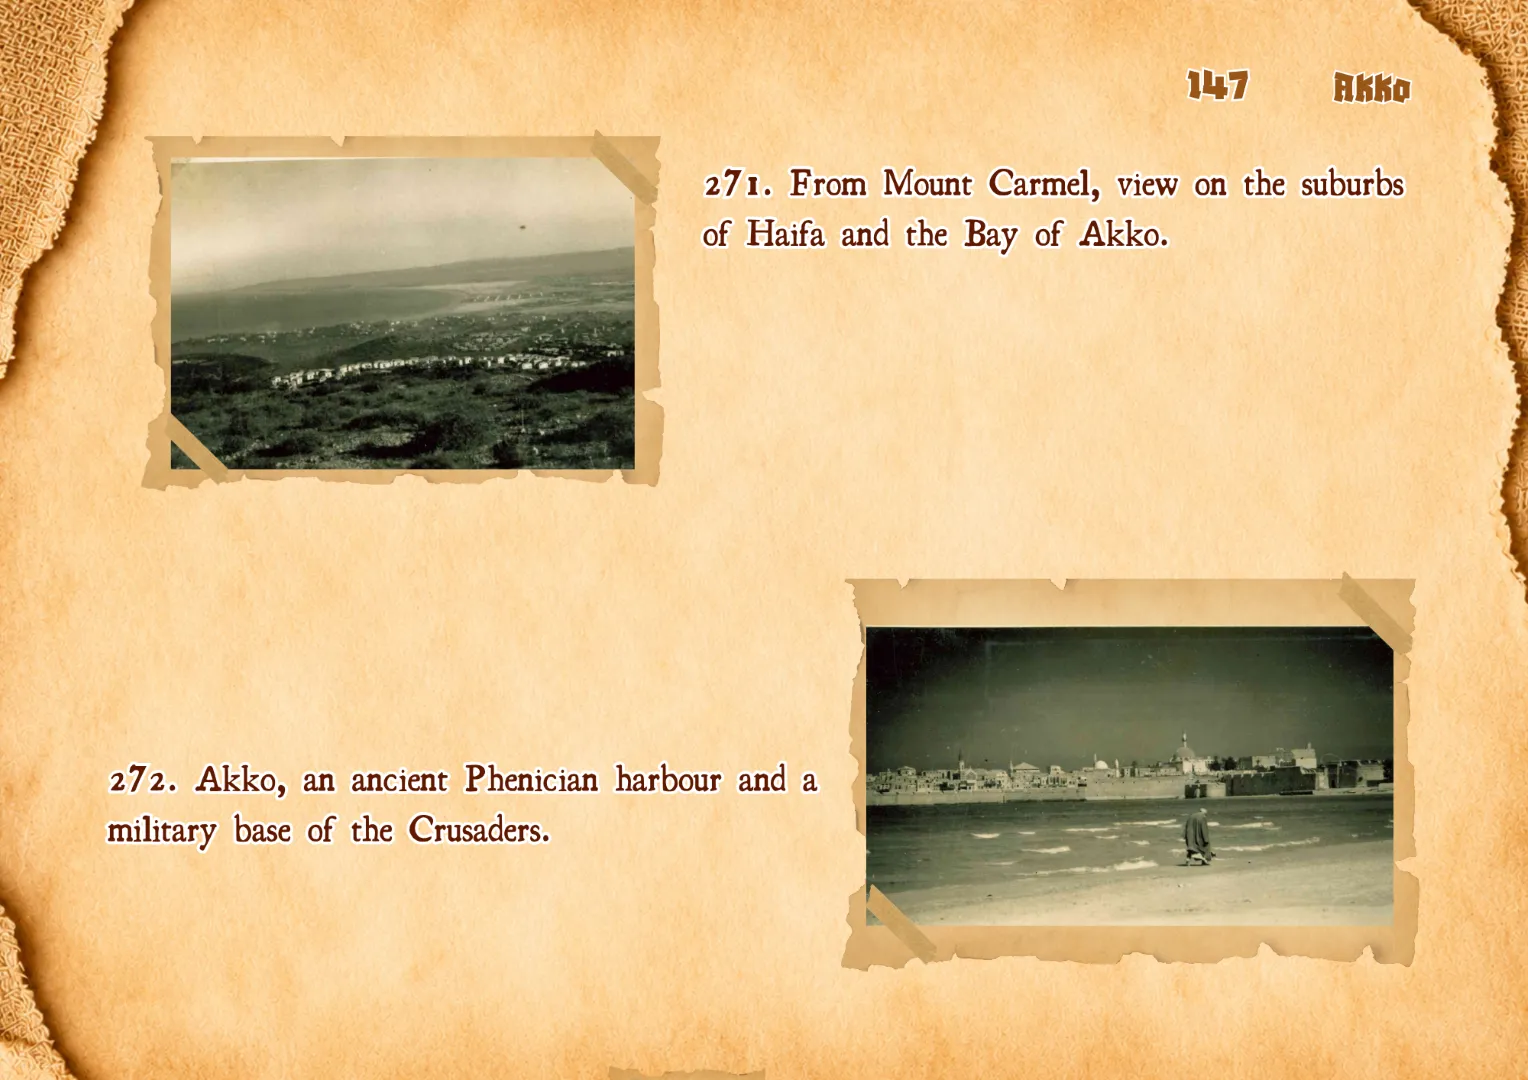 147 Akko
271. From Mount Carmel, view on the suburbs
of Haifa and the Bay of Akko.
272. Akko, an ancient Phenician harbour and a
military base of the Crusaders.